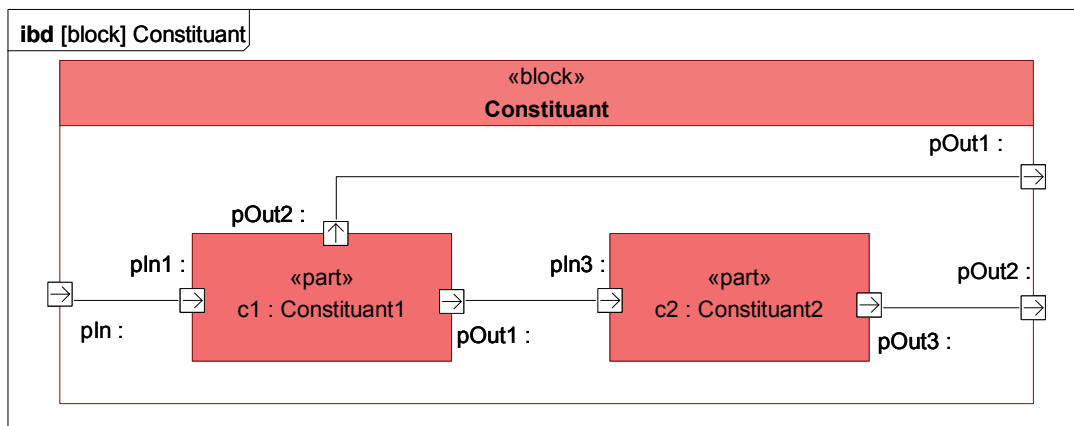 ibd [block] Constituant
«block»
Constituant
pOut1 :
pOut2 :
pIn1 :
«part»
c1 : Constituant1
pIn3 :
«part»
c2 : Constituant2
pOut2 :
pIn :
pOut1 :
pOut3 :